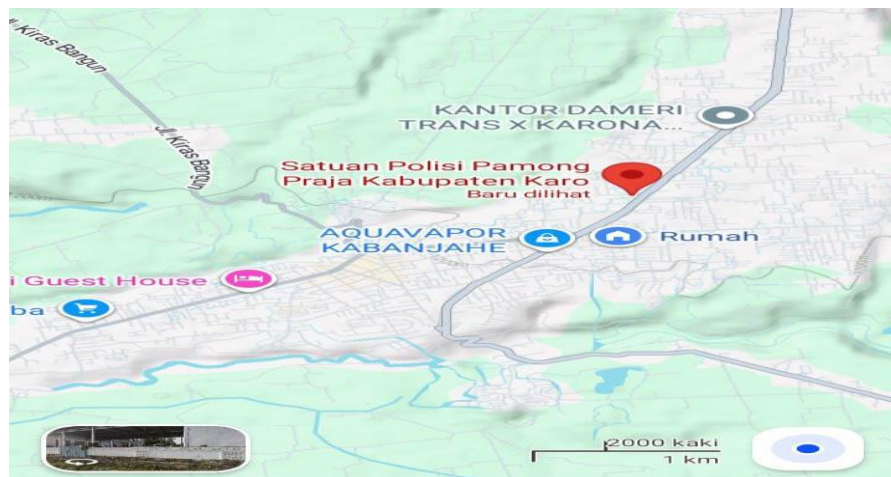 Jl. Kiras Bangun
Jl. Kiras Bangun
KANTOR DAMERI
TRANS X KARONA...
Satuan Polisi Pamong
Praja Kabupaten Karo
Baru dilihat
AQUAVAPOR
KABANJAHE
Rumah
i Guest House
ba
2000 kaki
1 km